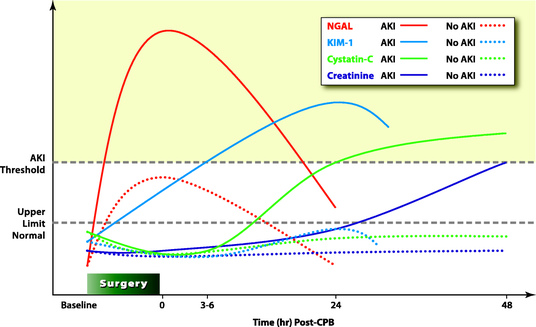 NGAL AKI No AKI
KIM-1 AKI No AKI
Cystatin-C AKI No AKI
Creatinine AKI No AKI
AKI
Threshold
Upper
Limit
Normal
Surgery
Baseline 0 3-6 24 48
Time (hr) Post-CPB